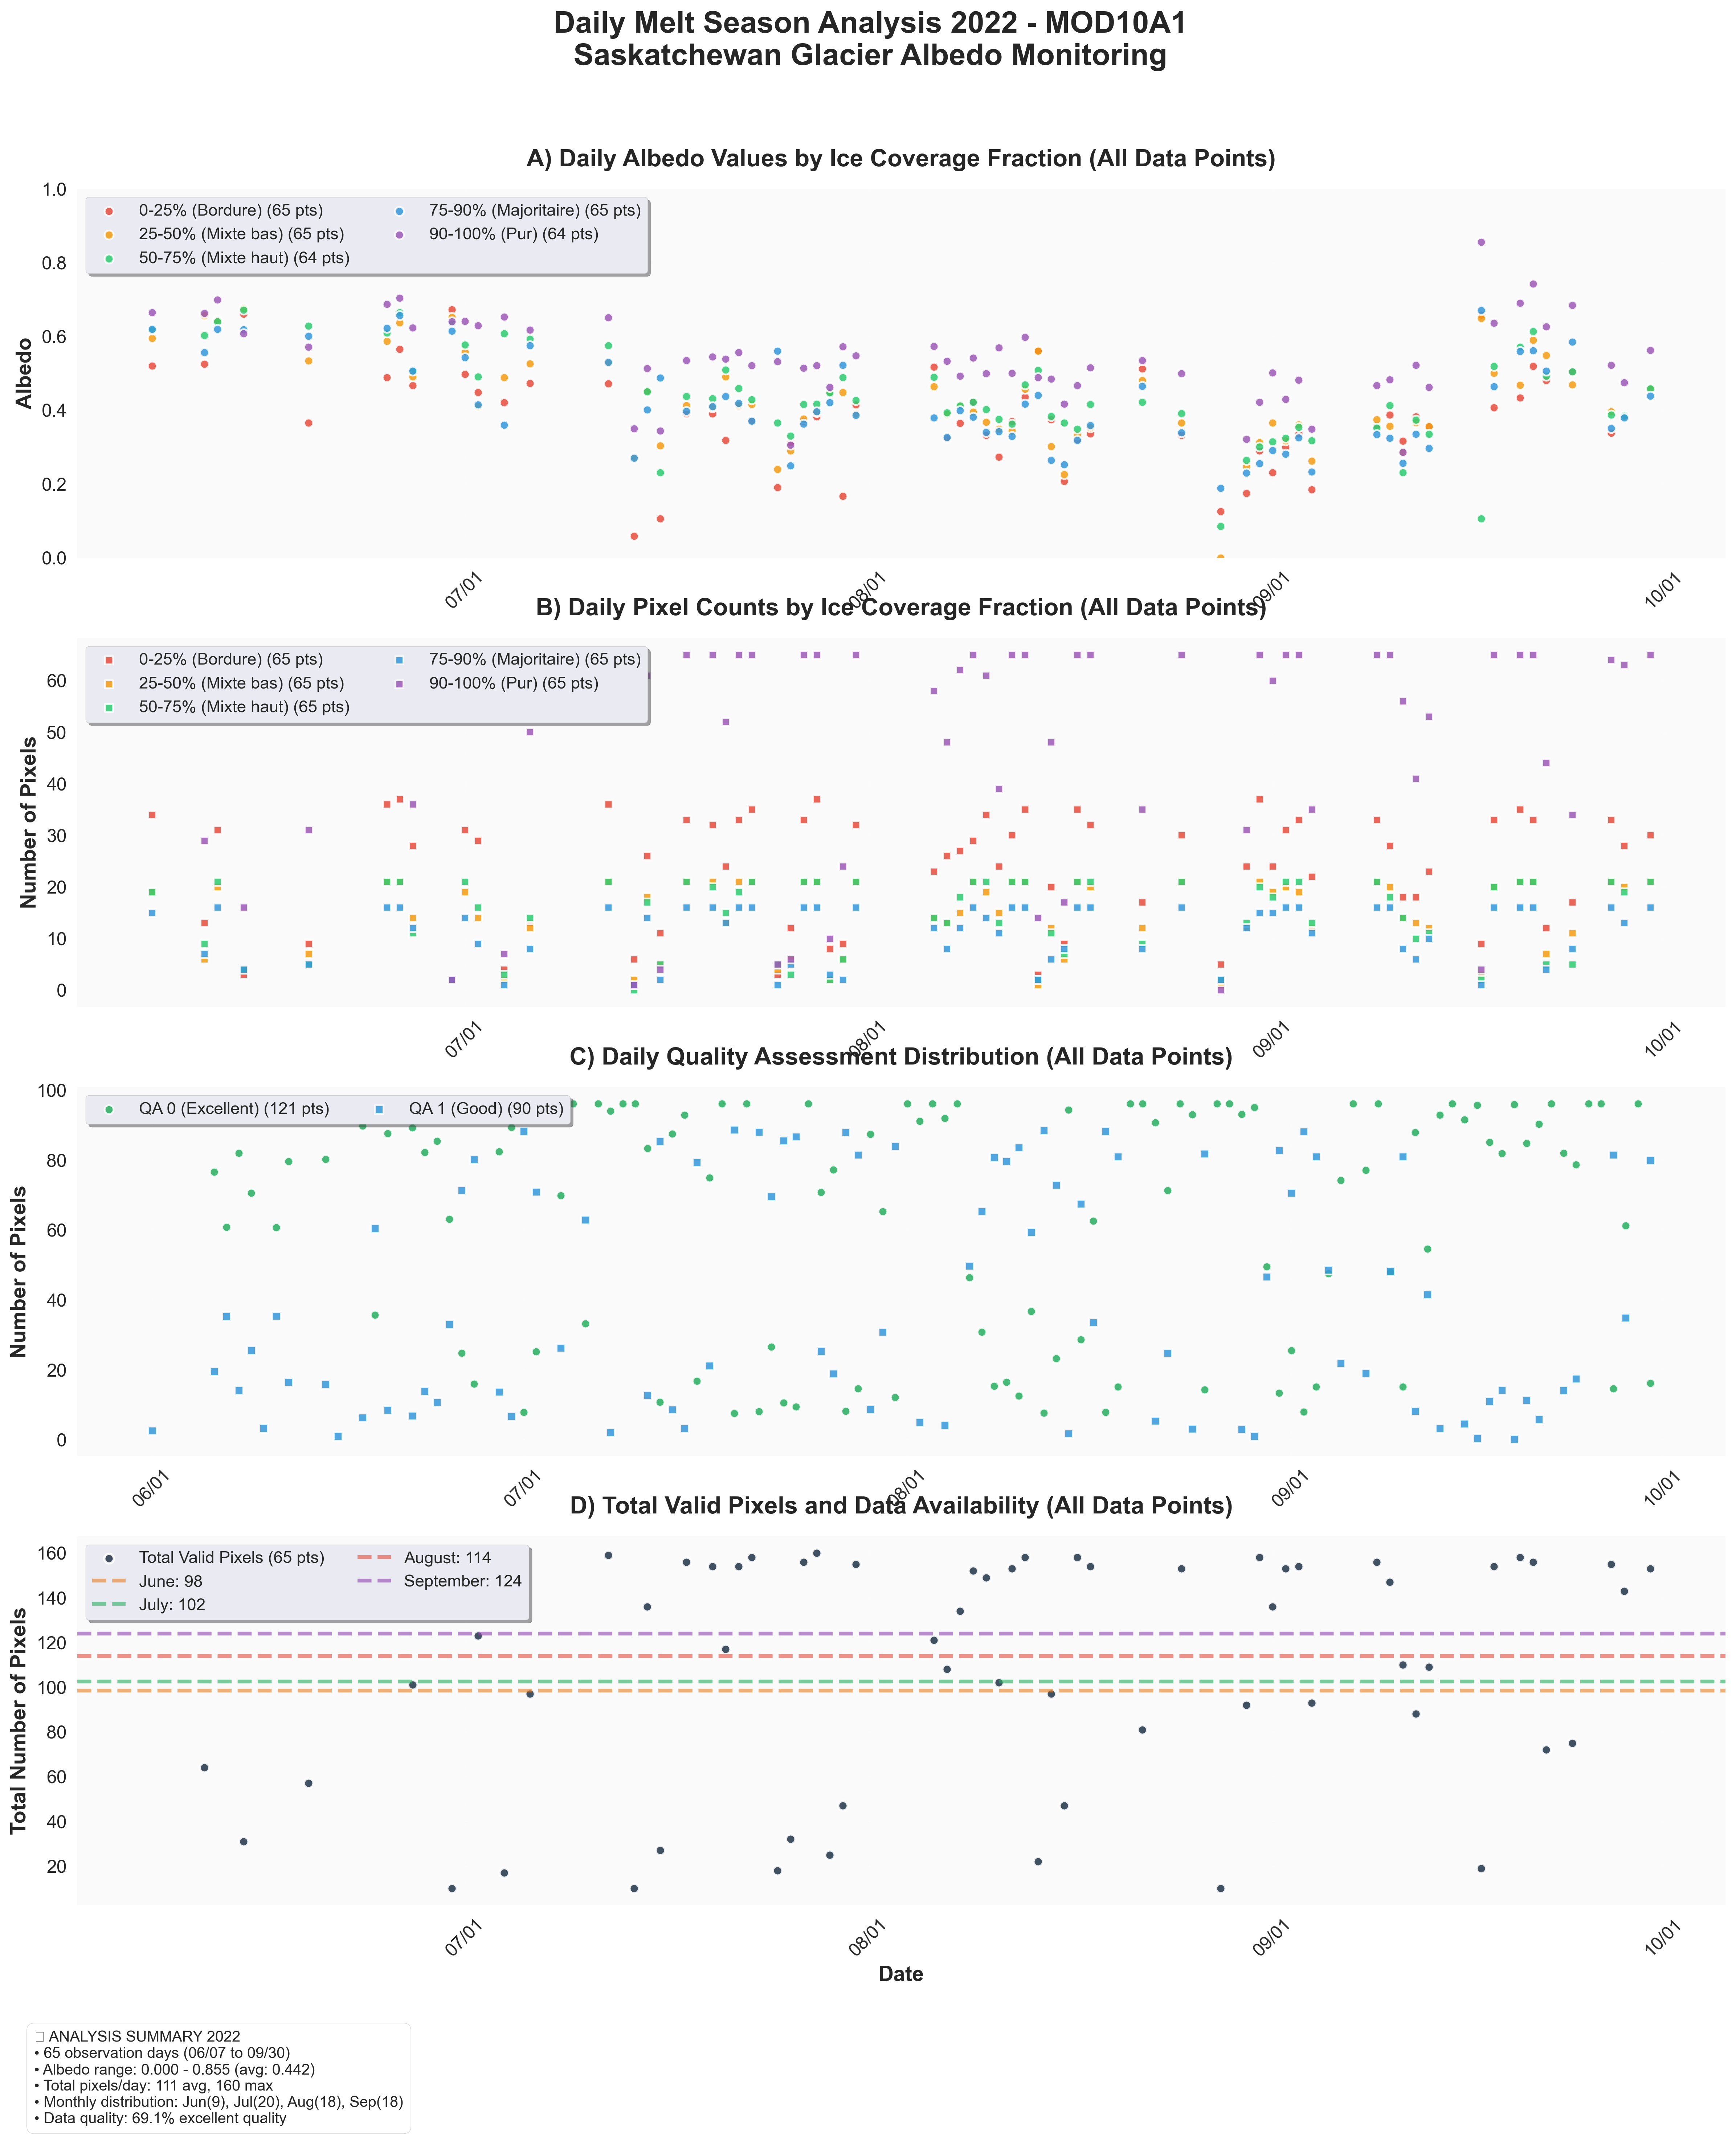 Daily Melt Season Analysis 2022 - MOD10A1
Saskatchewan Glacier Albedo Monitoring
A) Daily Albedo Values by Ice Coverage Fraction (All Data Points)
Albedo
1.0
0.8
0.6
0.4
0.2
0.0
0-25% (Bordure) (65 pts)
25-50% (Mixte bas) (65 pts)
50-75% (Mixte haut) (64 pts)
75-90% (Majoritaire) (65 pts)
90-100% (Pur) (64 pts)
07/01
08/01
09/01
10/01
B) Daily Pixel Counts by Ice Coverage Fraction (All Data Points)
Number of Pixels
60
50
40
30
20
10
0
0-25% (Bordure) (65 pts)
25-50% (Mixte bas) (65 pts)
50-75% (Mixte haut) (65 pts)
75-90% (Majoritaire) (65 pts)
90-100% (Pur) (65 pts)
07/01
08/01
09/01
10/01
C) Daily Quality Assessment Distribution (All Data Points)
Number of Pixels
100
80
60
40
20
0
QA 0 (Excellent) (121 pts)
QA 1 (Good) (90 pts)
06/01
07/01
08/01
09/01
10/01
D) Total Valid Pixels and Data Availability (All Data Points)
Total Number of Pixels
160
140
120
100
80
60
40
20
Total Valid Pixels (65 pts)
June: 98
July: 102
August: 114
September: 124
07/01
08/01
09/01
10/01
Date
ANALYSIS SUMMARY 2022
• 65 observation days (06/07 to 09/30)
• Albedo range: 0.000 - 0.855 (avg: 0.442)
• Total pixels/day: 111 avg, 160 max
• Monthly distribution: Jun(9), Jul(20), Aug(18), Sep(18)
• Data quality: 69.1% excellent quality